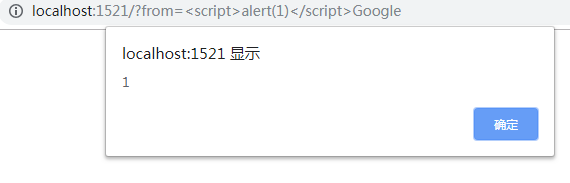 localhost:1521/?from=<script>alert(1)</script>Google
localhost:1521 显示
1
确定